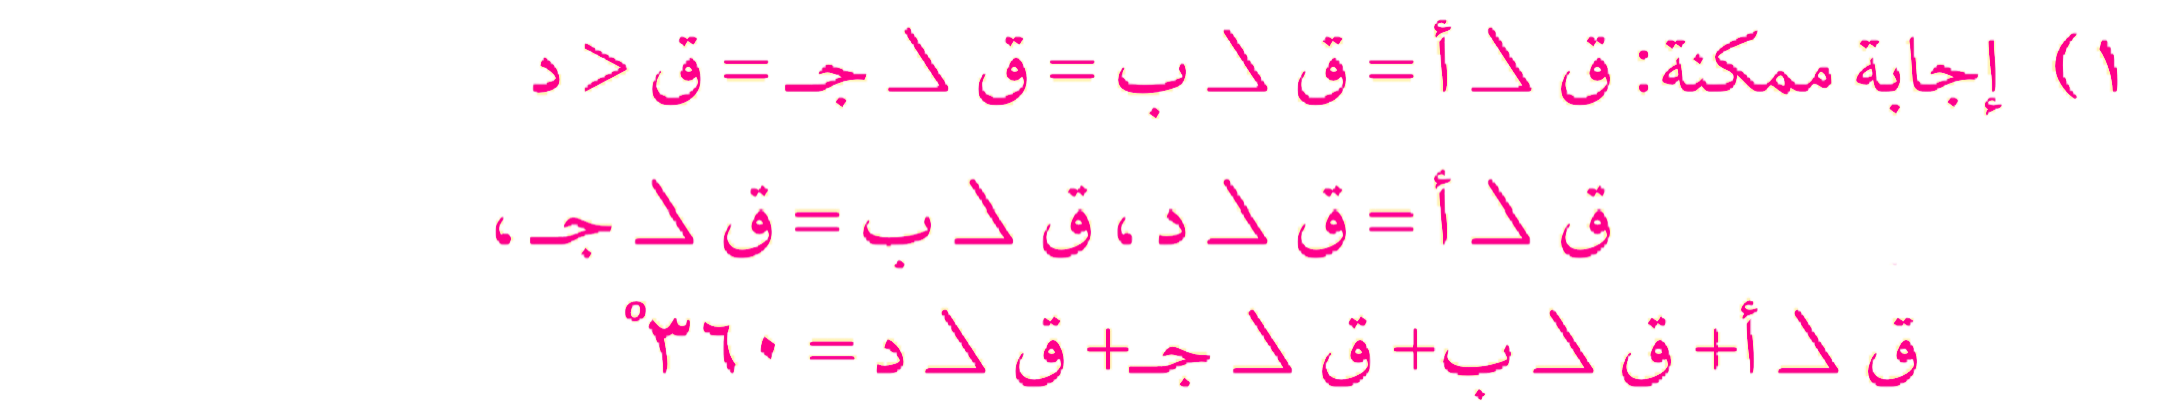 ١) إجابة ممكنة: ق ∠ أ = ق ∠ ب = ق ∠ جـ = ق > د
ق ∠ أ = ق ∠ د، ق ∠ ب = ق ∠ جـ،
ق ∠ أ + ق ∠ ب + ق ∠ جـ + ق ∠ د = ٣٦٠°